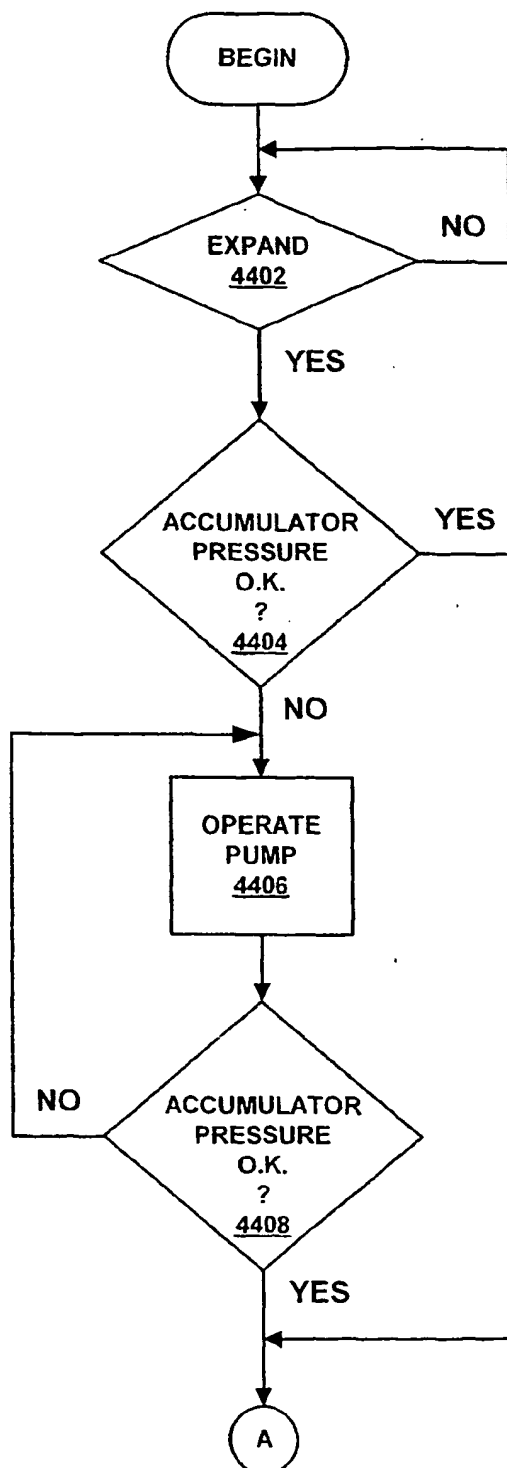 BEGIN
NO
EXPAND
4402
YES
ACCUMULATOR
PRESSURE
O.K.
?
4404
YES
NO
OPERATE
PUMP
4406
NO
ACCUMULATOR
PRESSURE
O.K.
?
4408
YES
A